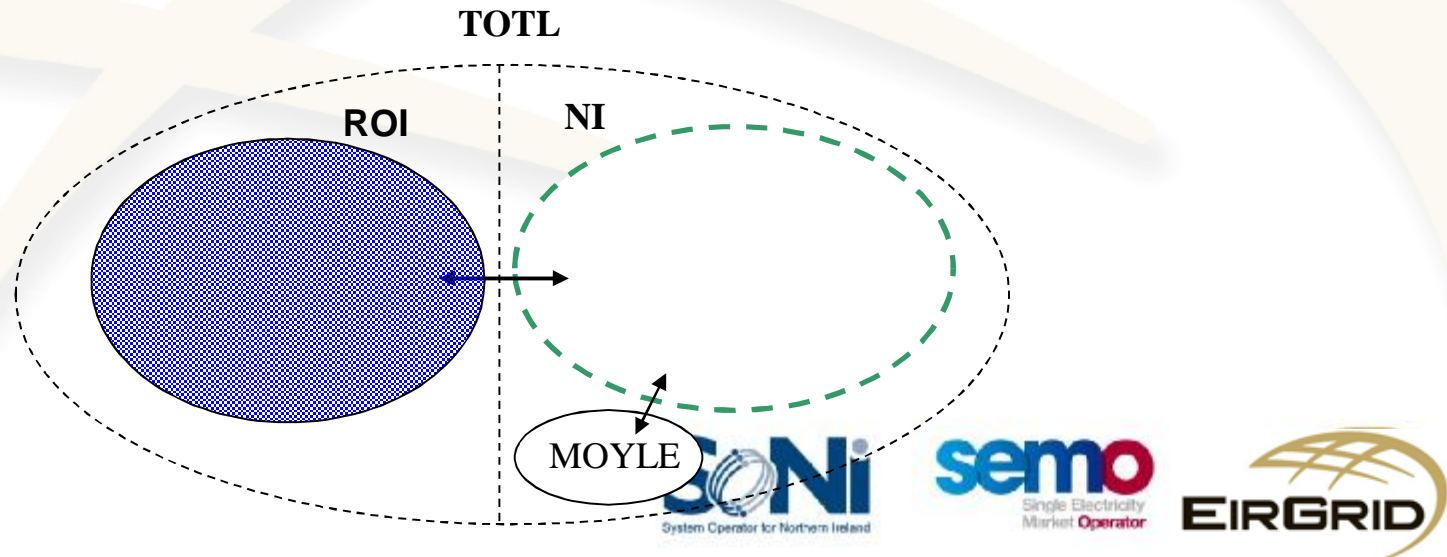 TOTL
ROI
NI
MOYLE
SONi
System Operator for Northern Ireland
semo
Single Electricity
Market Operator
EIRGRID